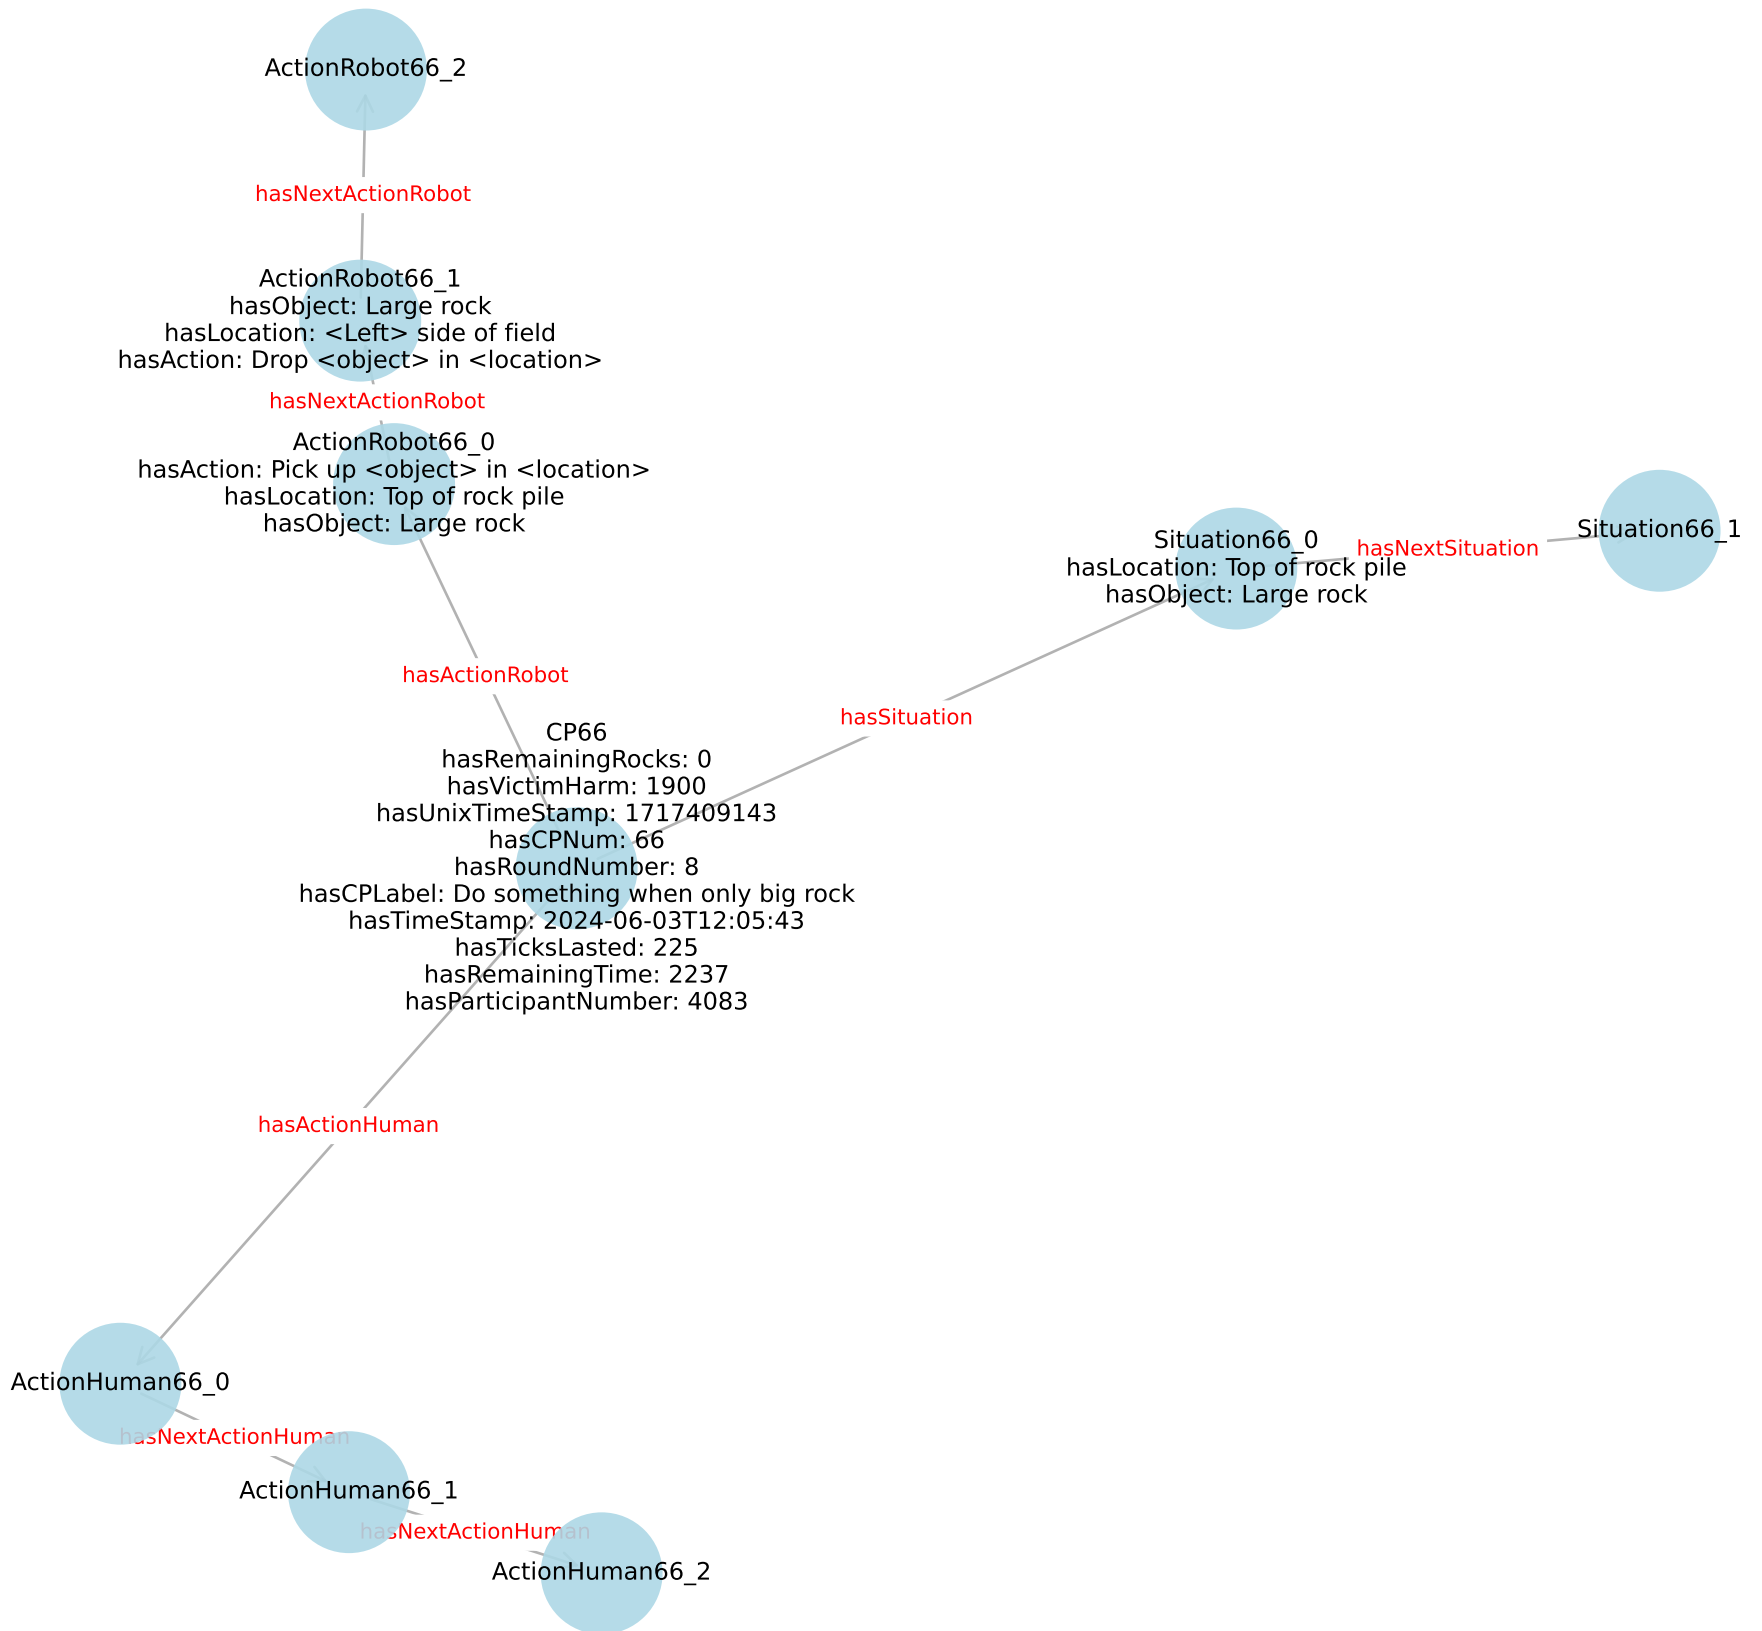 ActionRobot66_2
hasNextActionRobot
ActionRobot66_1
hasObject: Large rock
hasLocation: <Left> side of field
hasAction: Drop <object> in <location>
hasNextActionRobot
ActionRobot66_0
hasAction: Pick up <object> in <location>
hasLocation: Top of rock pile
hasObject: Large rock
Situation66_1
Situation66_0
hasNextSituation
hasLocation: Top of rock pile
hasObject: Large rock
hasActionRobot
hasSituation
CP66
hasRemainingRocks: 0
hasVictimHarm: 1900
hasUnixTimeStamp: 1717409143
hasCPNum: 66
hasRoundNumber: 8
hasCPLabel: Do something when only big rock
hasTimeStamp: 2024-06-03T12:05:43
hasTicksLasted: 225
hasRemainingTime: 2237
hasParticipantNumber: 4083
hasActionHuman
ActionHuman66_0
hasNextActionHuman
ActionHuman66_1
hasNextActionHuman
ActionHuman66_2